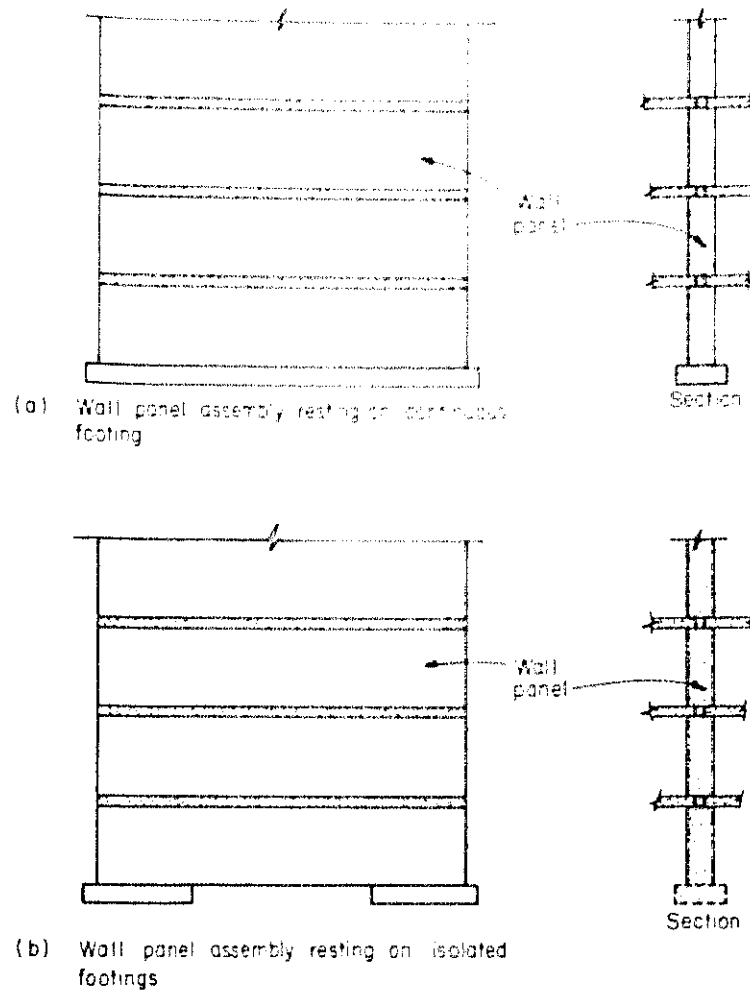 Wall
panel
Section
(a) Wall panel assembly resting on continuous
footing
Wall
panel
Section
(b) Wall panel assembly resting on isolated
footings